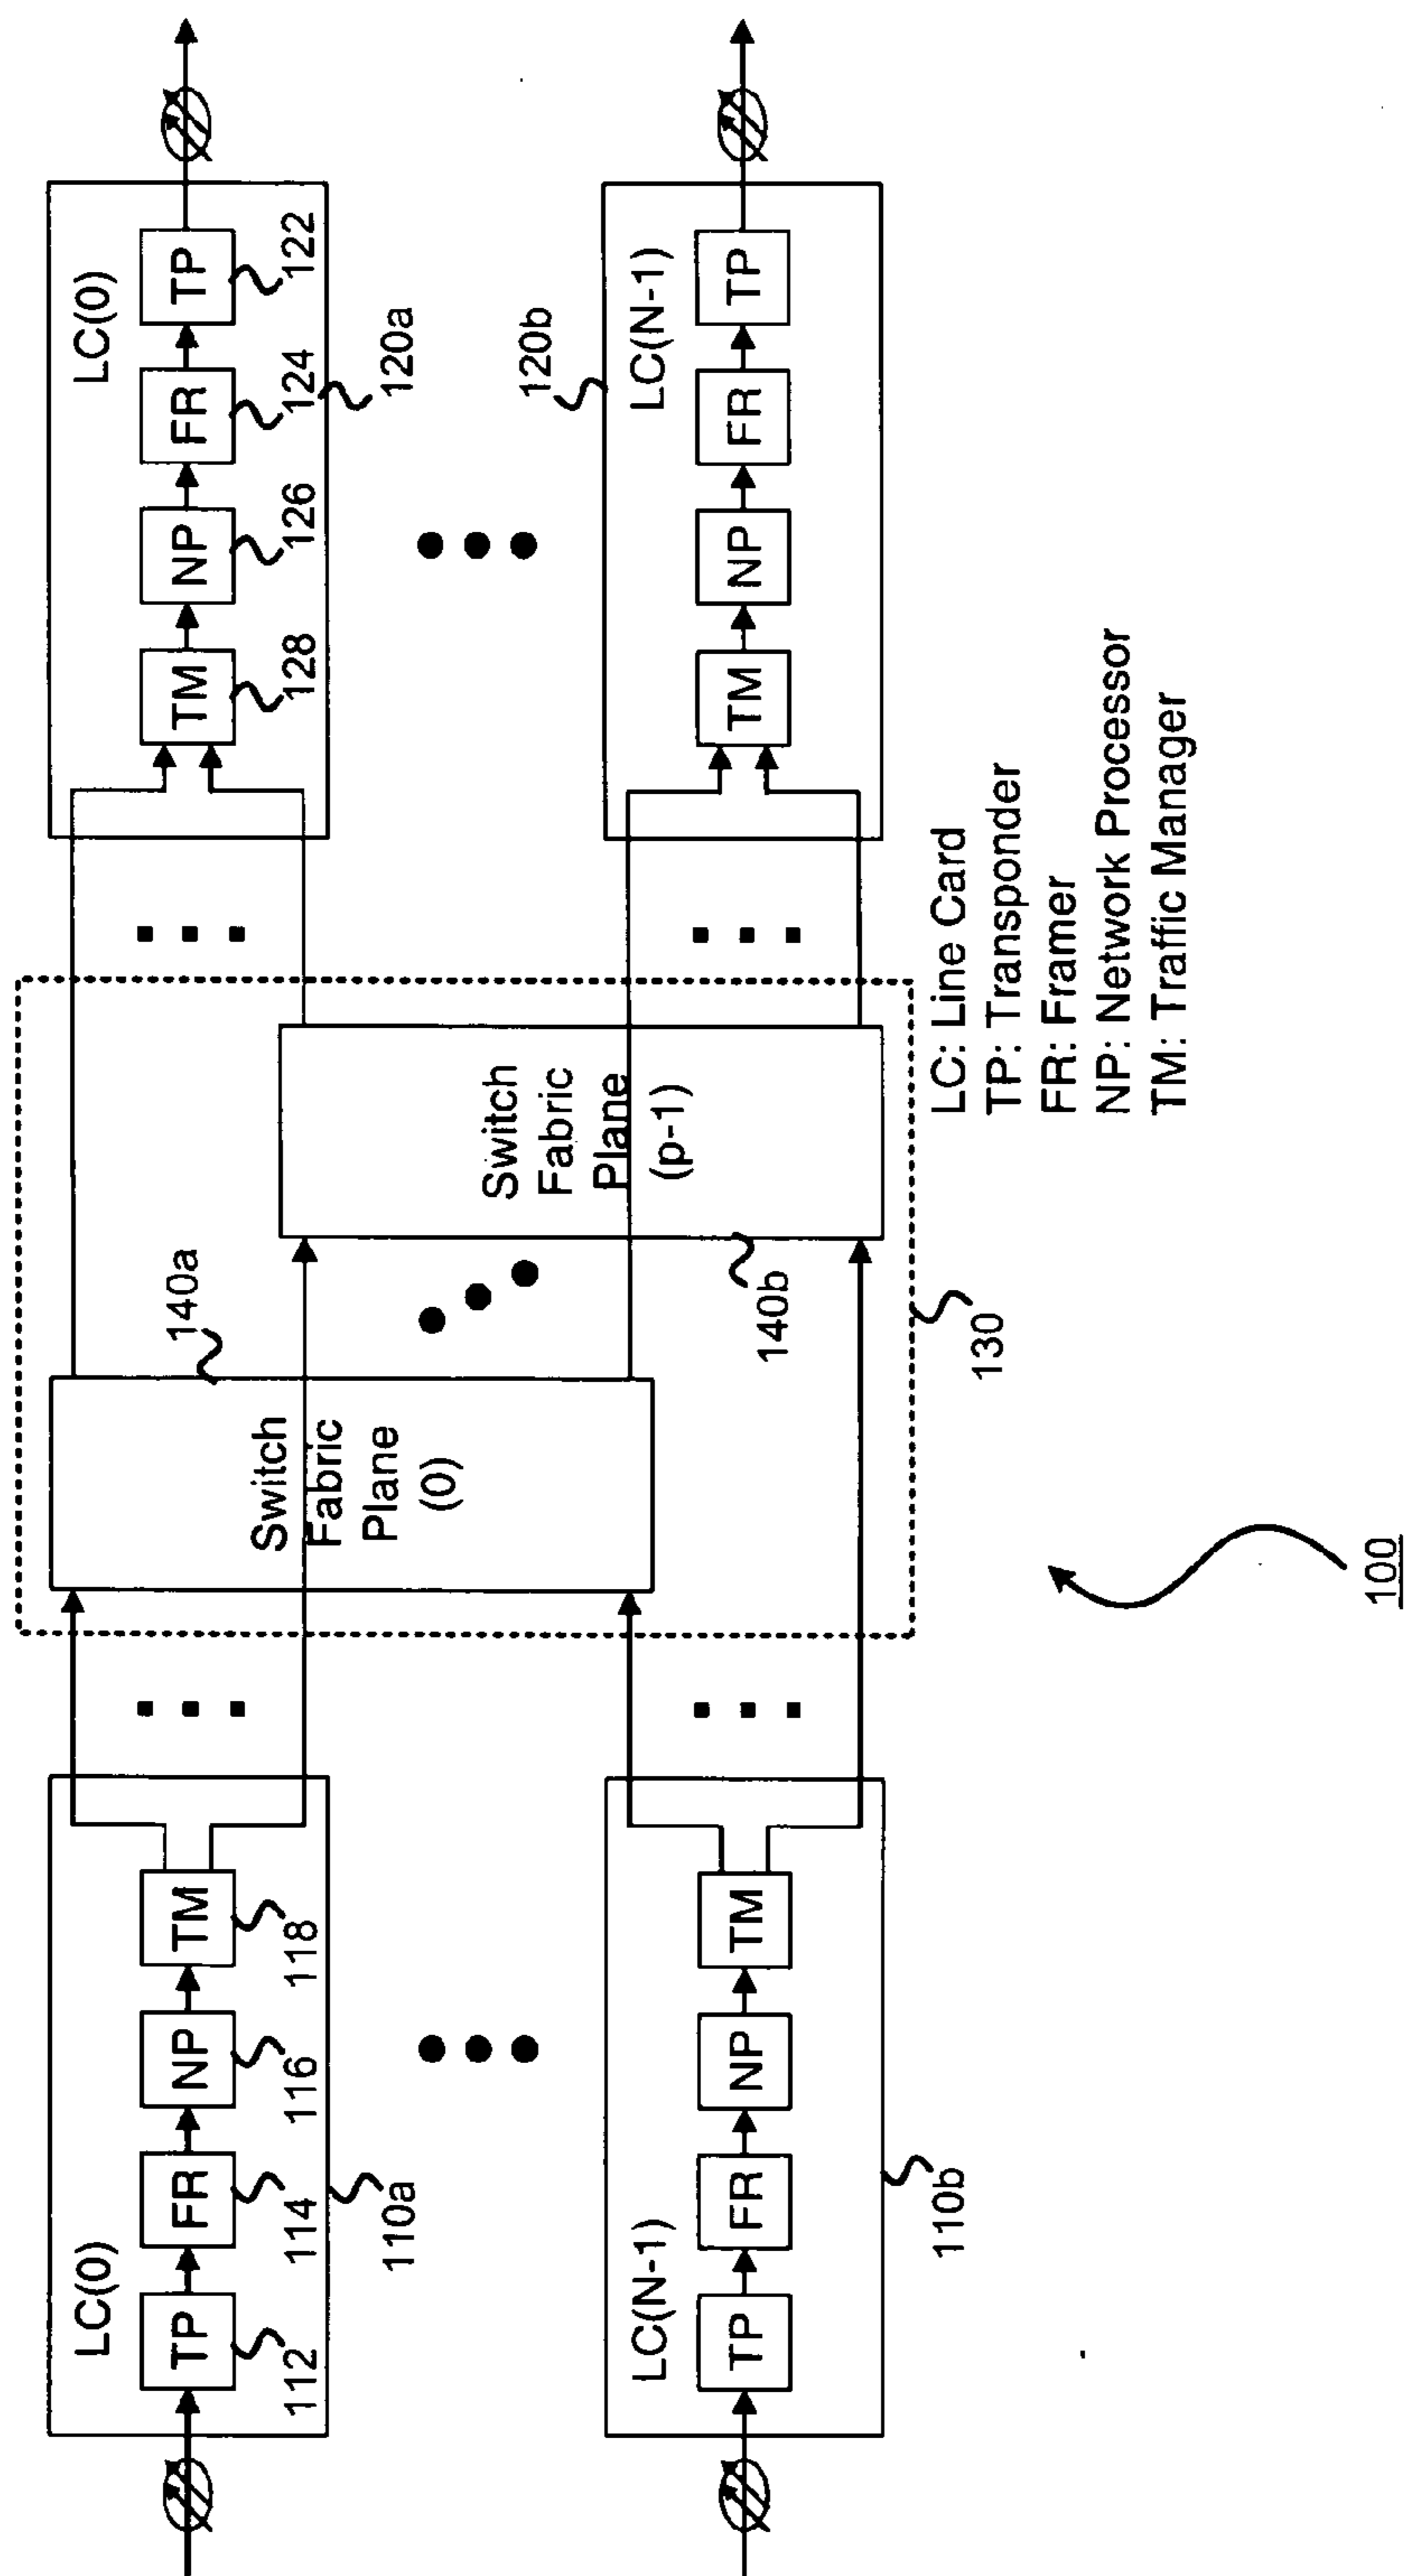 LC(0)
TP
FR
NP
TM
112
114
116
118
110a
LC(N-1)
TP
FR
NP
TM
110b
Switch
Fabric
Plane
(0)
140a
Switch
Fabric
Plane
(p-1)
140b
130
LC(0)
TM
NP
FR
TP
128
126
124
122
120a
120b
LC(N-1)
TM
NP
FR
TP
LC: Line Card
TP: Transponder
FR: Framer
NP: Network Processor
TM: Traffic Manager
100